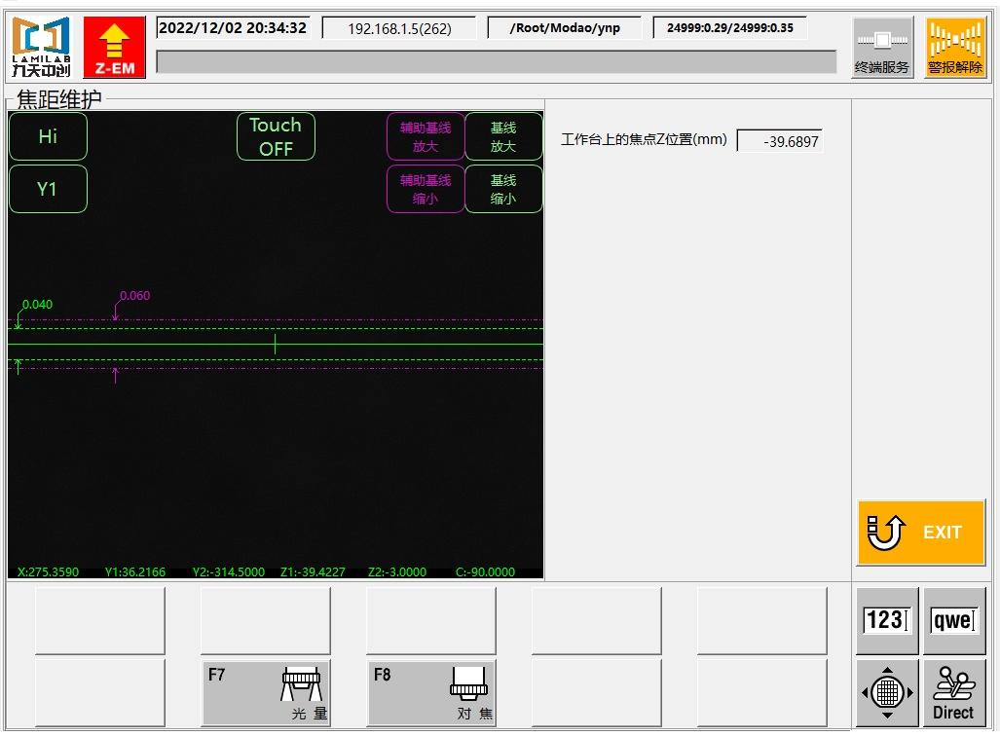 LAMILAB
九天中创
Z-EM
2022/12/02 20:34:32
192.168.1.5(262)
/Root/Modao/ynp
24999:0.29/24999:0.35
终端服务
警报解除
焦距维护
Hi
Touch
OFF
辅助基线
放大
基线
放大
Y1
辅助基线
缩小
基线
缩小
工作台上的焦点Z位置(mm)
-39.6897
0.060
0.040
X:275.3590 Y1:36.2166 Y2:-314.5000 Z1:-39.4227 Z2:-3.0000 C:-90.0000
EXIT
123
qwe
F7
光 量
F8
对 焦
Direct